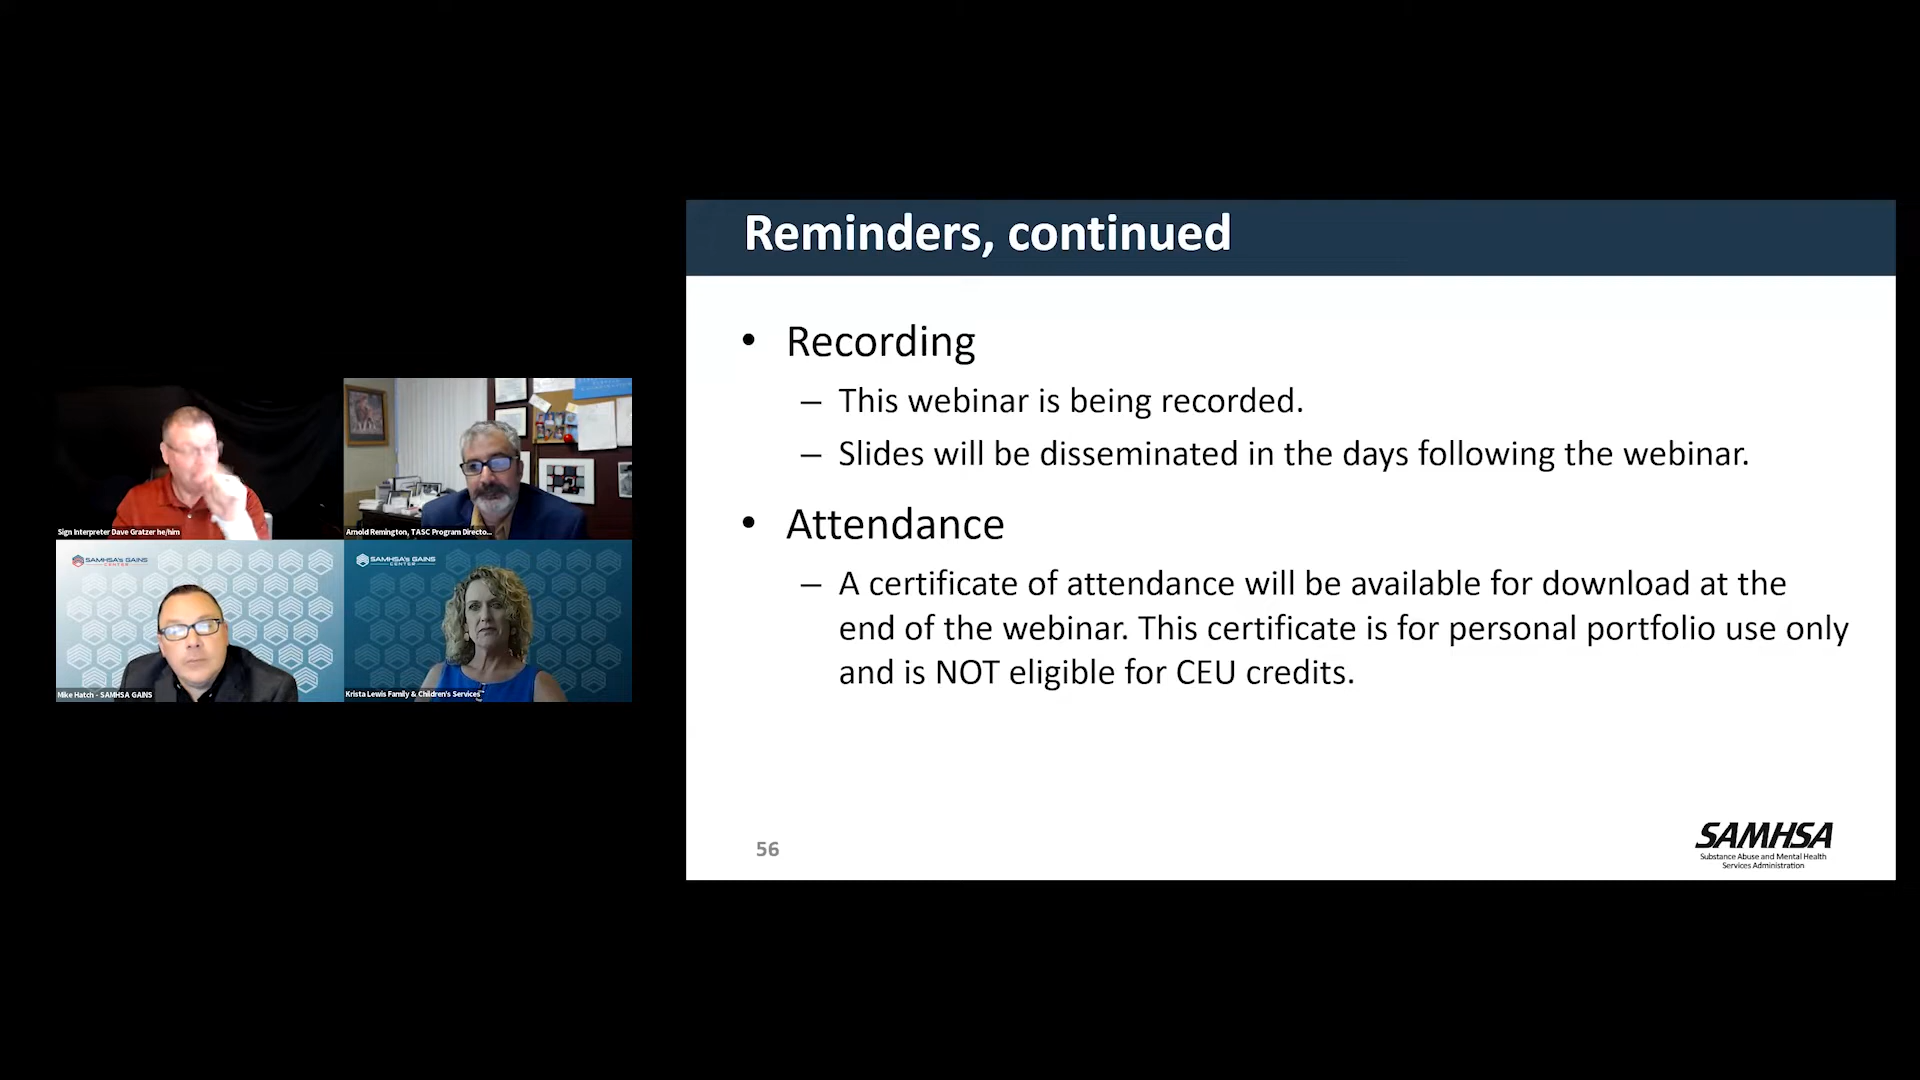 Reminders, continued
• Recording
– This webinar is being recorded.
– Slides will be disseminated in the days following the webinar.
• Attendance
– A certificate of attendance will be available for download at the
end of the webinar. This certificate is for personal portfolio use only
and is NOT eligible for CEU credits.
56
SAMHSA
Substance Abuse and Mental Health
Services Administration
Sign Interpreter Dave Gratzer he/him
Arnold Remington, TASC Program Directo...
SAMHSA's GAINS
CENTER
Mike Hatch - SAMHSA GAINS
SAMHSA's GAINS
CENTER
Krista Lewis Family & Children's Services